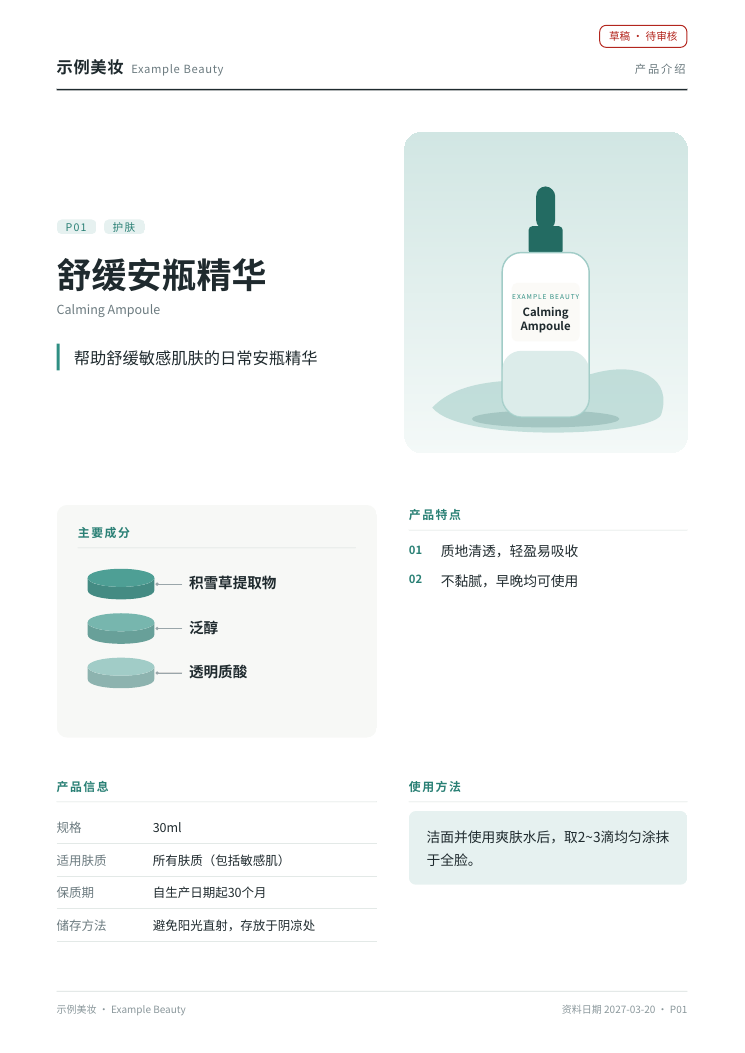 草稿 · 待审核
示例美妆 Example Beauty
产品介绍
P01 护肤
舒缓安瓶精华
Calming Ampoule
帮助舒缓敏感肌肤的日常安瓶精华
EXAMPLE BEAUTY
Calming
Ampoule
主要成分
积雪草提取物
泛醇
透明质酸
产品特点
01 质地清透，轻盈易吸收
02 不黏腻，早晚均可使用
产品信息
规格 30ml
适用肤质 所有肤质（包括敏感肌）
保质期 自生产日期起30个月
储存方法 避免阳光直射，存放于阴凉处
使用方法
洁面并使用爽肤水后，取2~3滴均匀涂抹
于全脸。
示例美妆 · Example Beauty
资料日期 2027-03-20 · P01